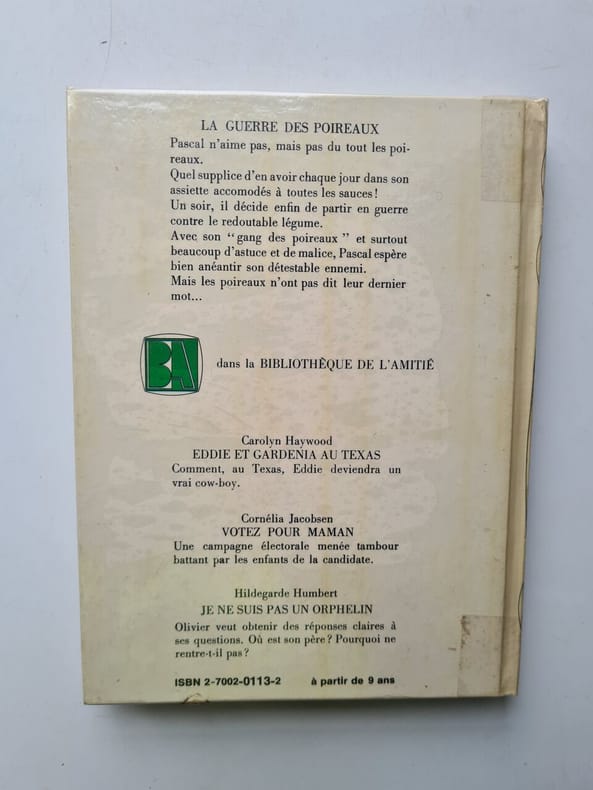 LA GUERRE DES POIREAUX
Pascal n'aime pas, mais pas du tout les poi-
reaux.
Quel supplice d'en avoir chaque jour dans son
assiette accomodés à toutes les sauces !
Un soir, il décide enfin de partir en guerre
contre le redoutable légume.
Avec son “gang des poireaux” et surtout
beaucoup d'astuce et de malice, Pascal espère
bien anéantir son détestable ennemi.
Mais les poireaux n'ont pas dit leur dernier
mot...
BA dans la BIBLIOTHÈQUE DE L'AMITIÉ
Carolyn Haywood
EDDIE ET GARDENIA AU TEXAS
Comment, au Texas, Eddie deviendra un
vrai cow-boy.
Cornélia Jacobsen
VOTEZ POUR MAMAN
Une campagne électorale menée tambour
battant par les enfants de la candidate.
Hildegarde Humbert
JE NE SUIS PAS UN ORPHELIN
Olivier veut obtenir des réponses claires à
ses questions. Où est son père ? Pourquoi ne
rentre-t-il pas ?
ISBN 2-7002-0113-2 à partir de 9 ans